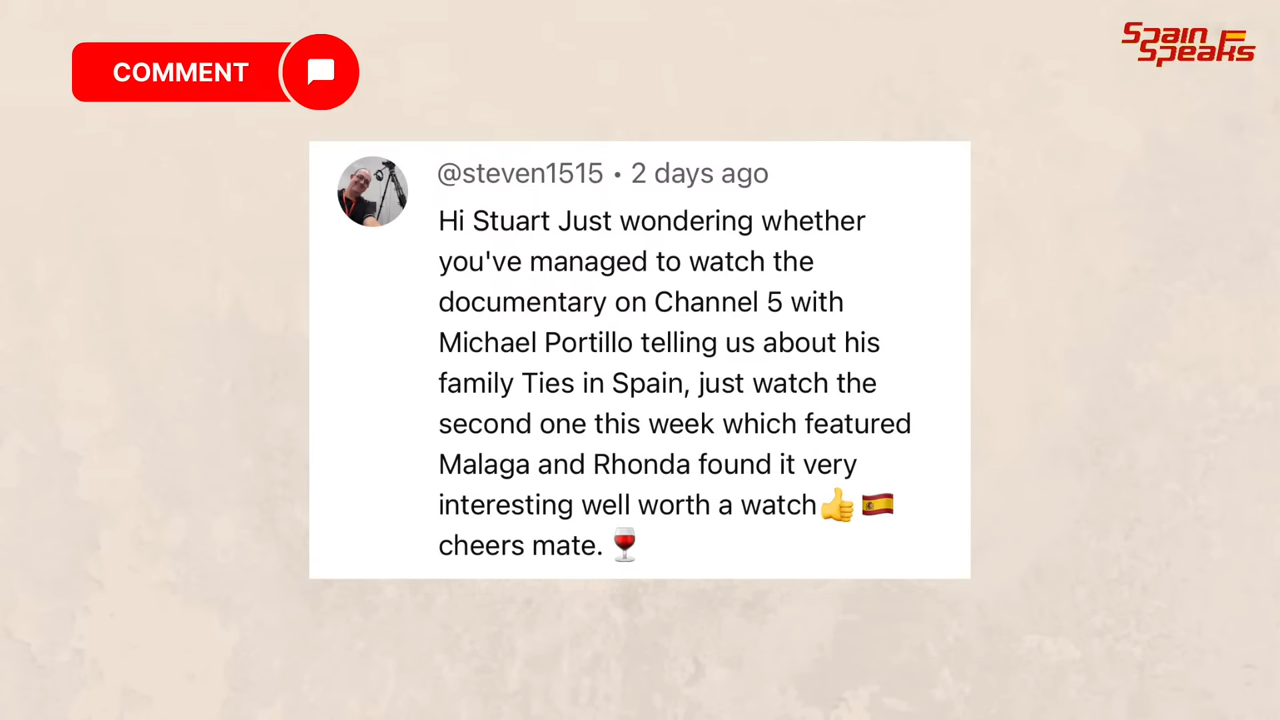 COMMENT
Spain
Speaks
@steven1515 • 2 days ago
Hi Stuart Just wondering whether
you've managed to watch the
documentary on Channel 5 with
Michael Portillo telling us about his
family Ties in Spain, just watch the
second one this week which featured
Malaga and Rhonda found it very
interesting well worth a watch👍🇪🇸
cheers mate. 🍷